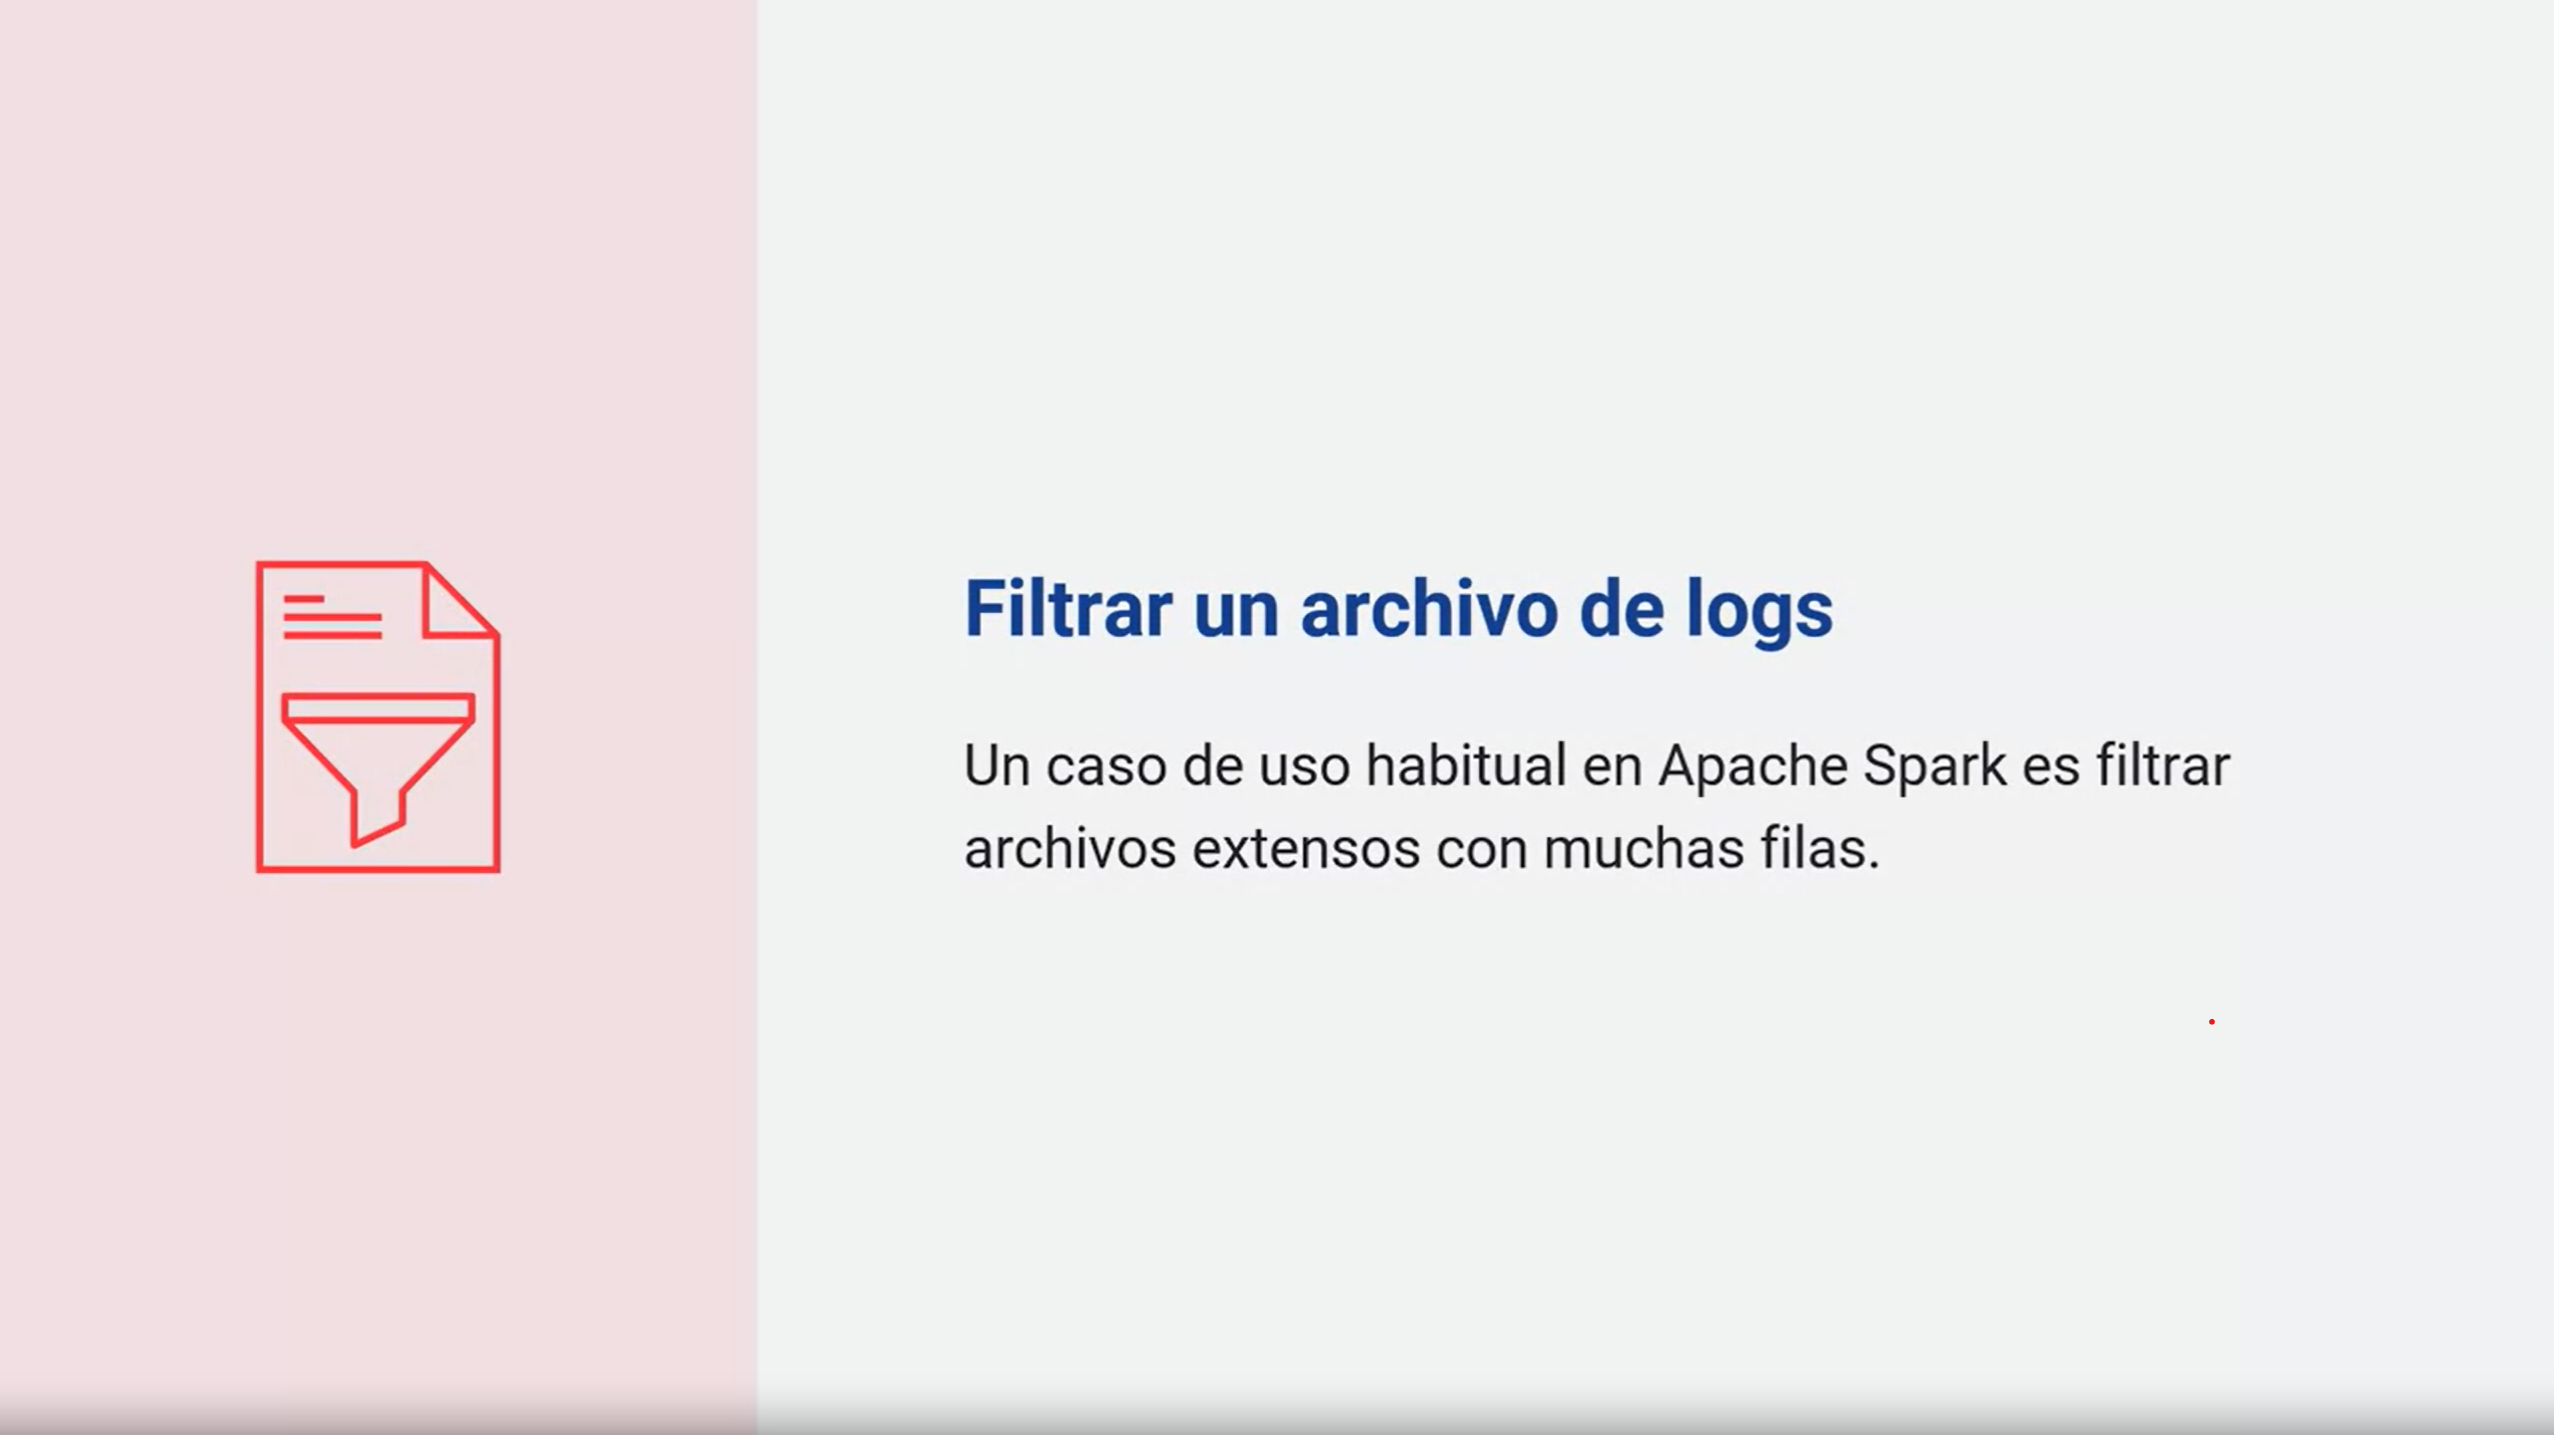 Filtrar un archivo de logs
Un caso de uso habitual en Apache Spark es filtrar
archivos extensos con muchas filas.